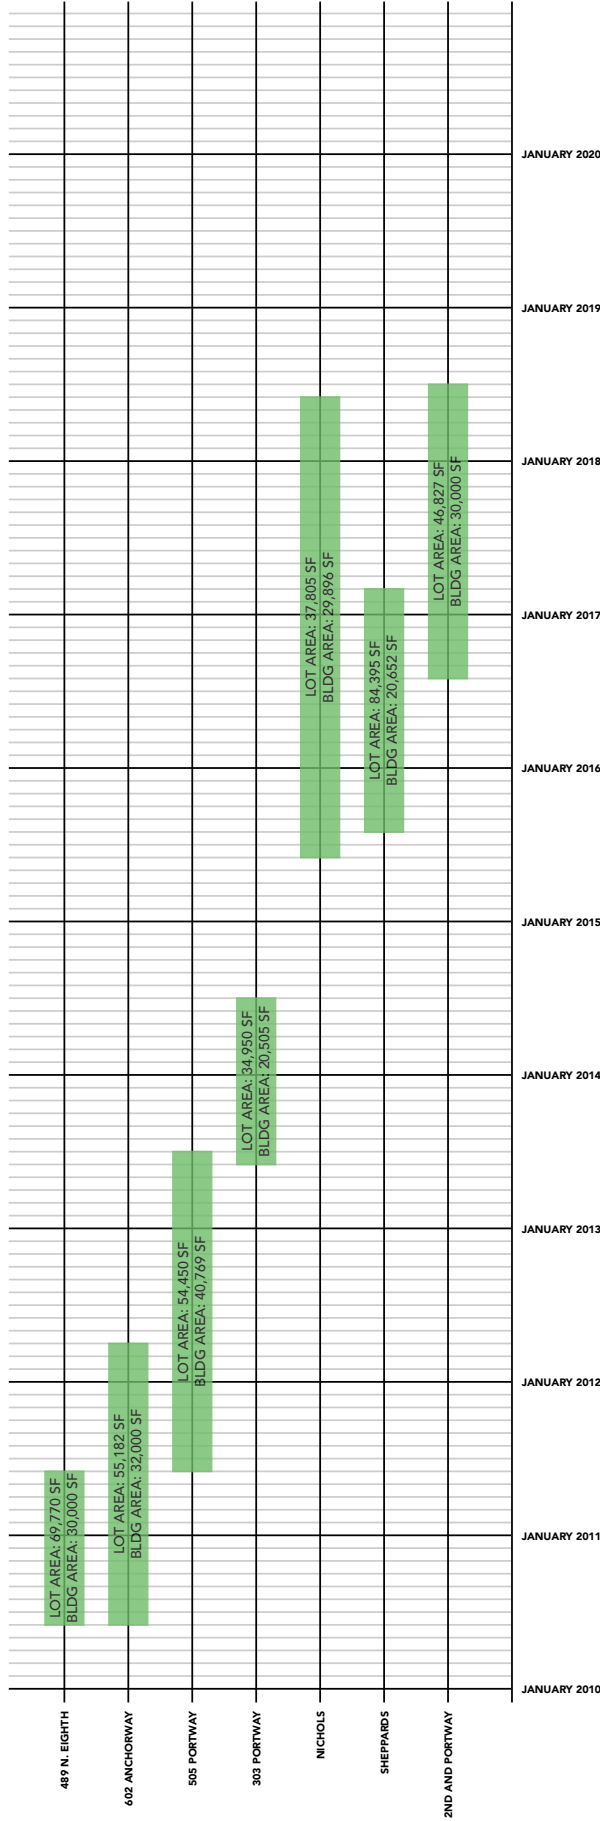 JANUARY 2020
JANUARY 2019
JANUARY 2018
JANUARY 2017
JANUARY 2016
JANUARY 2015
JANUARY 2014
JANUARY 2013
JANUARY 2012
JANUARY 2011
JANUARY 2010
LOT AREA: 69,770 SF
BLDG AREA: 30,000 SF
LOT AREA: 55,182 SF
BLDG AREA: 32,000 SF
LOT AREA: 54,450 SF
BLDG AREA: 40,769 SF
LOT AREA: 34,950 SF
BLDG AREA: 20,505 SF
LOT AREA: 37,805 SF
BLDG AREA: 29,896 SF
LOT AREA: 84,395 SF
BLDG AREA: 20,652 SF
LOT AREA: 46,827 SF
BLDG AREA: 30,000 SF
489 N. EIGHTH
602 ANCHORWAY
505 PORTWAY
303 PORTWAY
NICHOLS
SHEPPARDS
2ND AND PORTWAY